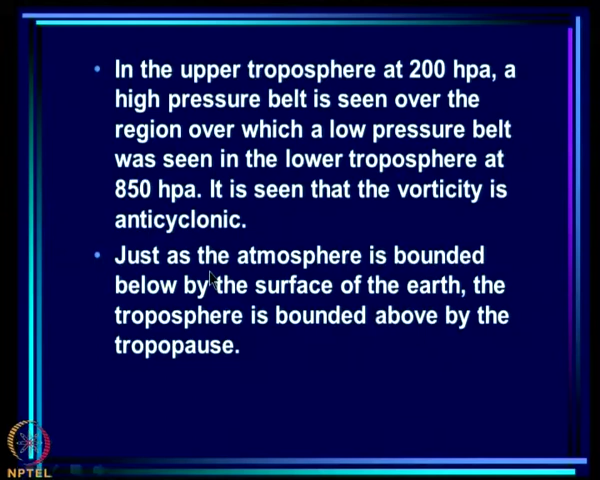 • In the upper troposphere at 200 hpa, a
high pressure belt is seen over the
region over which a low pressure belt
was seen in the lower troposphere at
850 hpa. It is seen that the vorticity is
anticyclonic.
• Just as the atmosphere is bounded
below by the surface of the earth, the
troposphere is bounded above by the
tropopause.
NPTEL